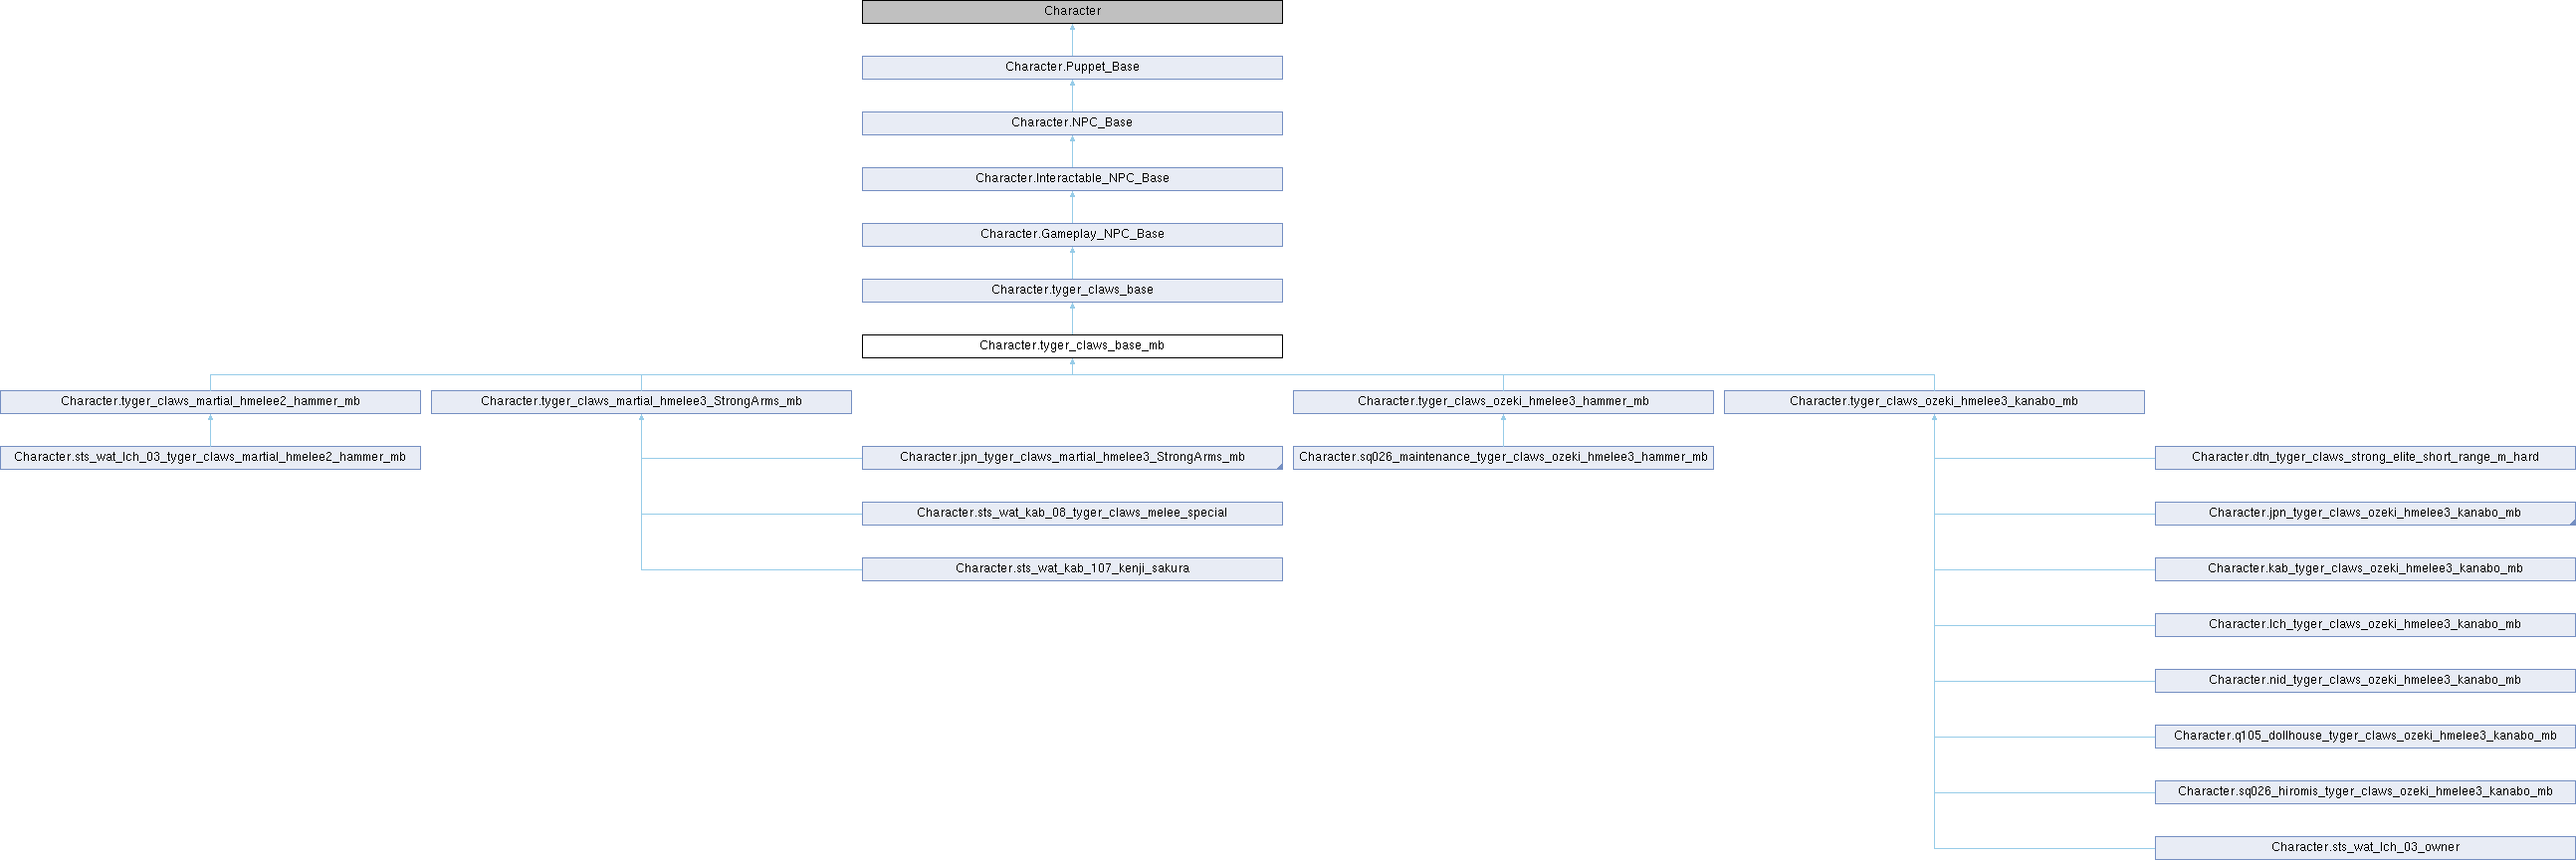 Character
Character.Puppet_Base
Character.NPC_Base
Character.Interactable_NPC_Base
Character.Gameplay_NPC_Base
Character.tyger_claws_base
Character.tyger_claws_base_mb
Character.tyger_claws_martial_hmelee2_hammer_mb
Character.tyger_claws_martial_hmelee3_StrongArms_mb
Character.tyger_claws_ozeki_hmelee3_hammer_mb
Character.tyger_claws_ozeki_hmelee3_kanabo_mb
Character.sts_wat_lch_03_tyger_claws_martial_hmelee2_hammer_mb
Character.jpn_tyger_claws_martial_hmelee3_StrongArms_mb
Character.sq026_maintenance_tyger_claws_ozeki_hmelee3_hammer_mb
Character.dtn_tyger_claws_strong_elite_short_range_m_hard
Character.sts_wat_kab_08_tyger_claws_melee_special
Character.jpn_tyger_claws_ozeki_hmelee3_kanabo_mb
Character.sts_wat_kab_107_kenji_sakura
Character.kab_tyger_claws_ozeki_hmelee3_kanabo_mb
Character.lch_tyger_claws_ozeki_hmelee3_kanabo_mb
Character.nid_tyger_claws_ozeki_hmelee3_kanabo_mb
Character.q105_dollhouse_tyger_claws_ozeki_hmelee3_kanabo_mb
Character.sq026_hiromis_tyger_claws_ozeki_hmelee3_kanabo_mb
Character.sts_wat_lch_03_owner